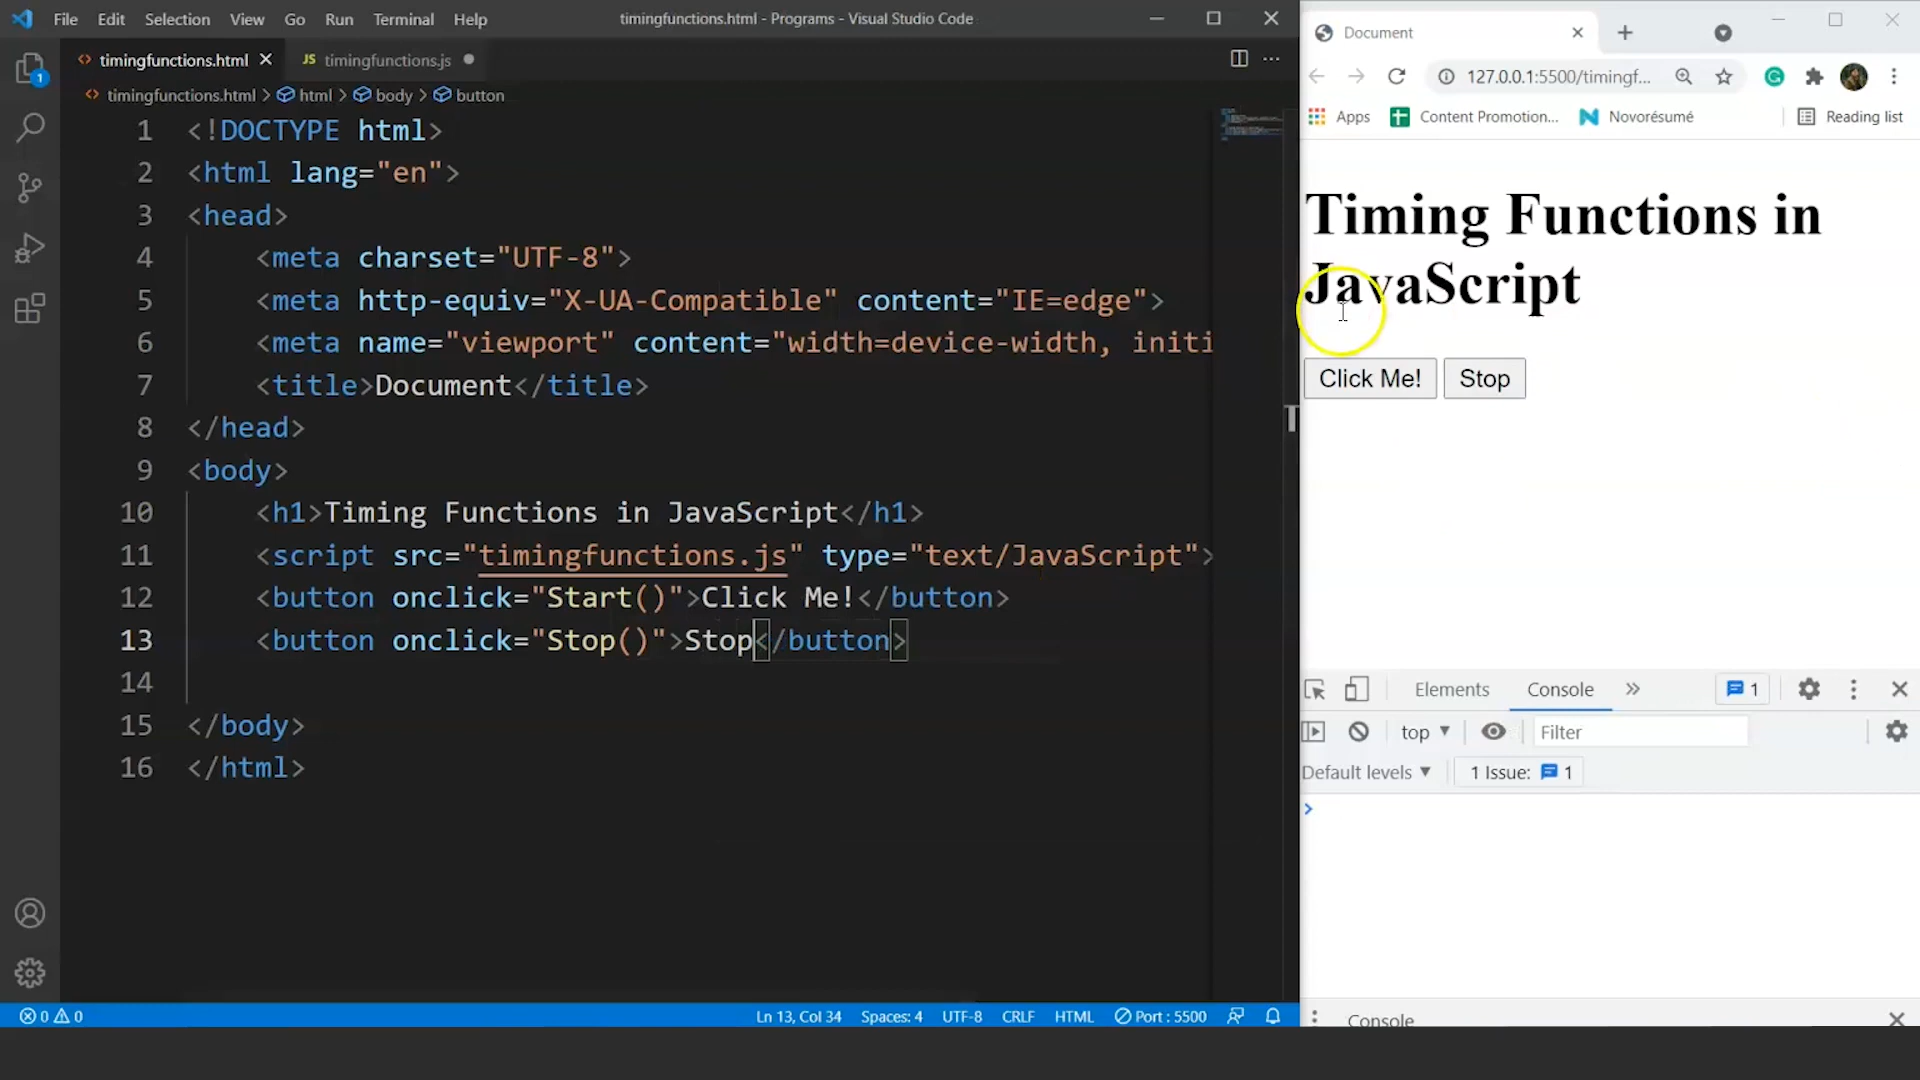 File Edit Selection View Go Run Terminal Help
timingfunctions.html - Programs - Visual Studio Code
timingfunctions.html
JS timingfunctions.js
timingfunctions.html > html > body > button
1 <!DOCTYPE html>
2 <html lang="en">
3 <head>
4 <meta charset="UTF-8">
5 <meta http-equiv="X-UA-Compatible" content="IE=edge">
6 <meta name="viewport" content="width=device-width, initi
7 <title>Document</title>
8 </head>
9 <body>
10 <h1>Timing Functions in JavaScript</h1>
11 <script src="timingfunctions.js" type="text/JavaScript">
12 <button onclick="Start()">Click Me!</button>
13 <button onclick="Stop()">Stop</button>
14
15 </body>
16 </html>
1
0 0
Ln 13, Col 34 Spaces: 4 UTF-8 CRLF HTML Port : 5500
Document
127.0.0.1:5500/timingf...
Apps Content Promotion... Novorésumé Reading list
Timing Functions in
JavaScript
Click Me! Stop
Elements Console 1
top Filter
Default levels 1 Issue: 1
Console